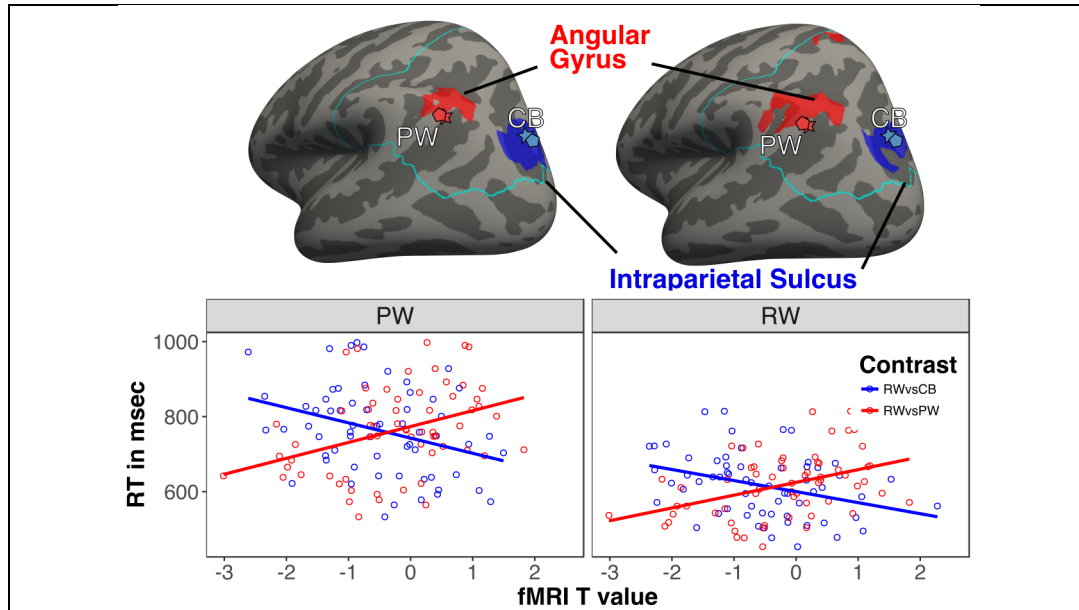 Angular
Gyrus
CB
CB
PW
PW
Intraparietal Sulcus
PW
RW
1000
800
600
RT in msec
Contrast
RWvsCB
RWvsPW
-3 -2 -1 0 1 2
-3 -2 -1 0 1 2
fMRI T value